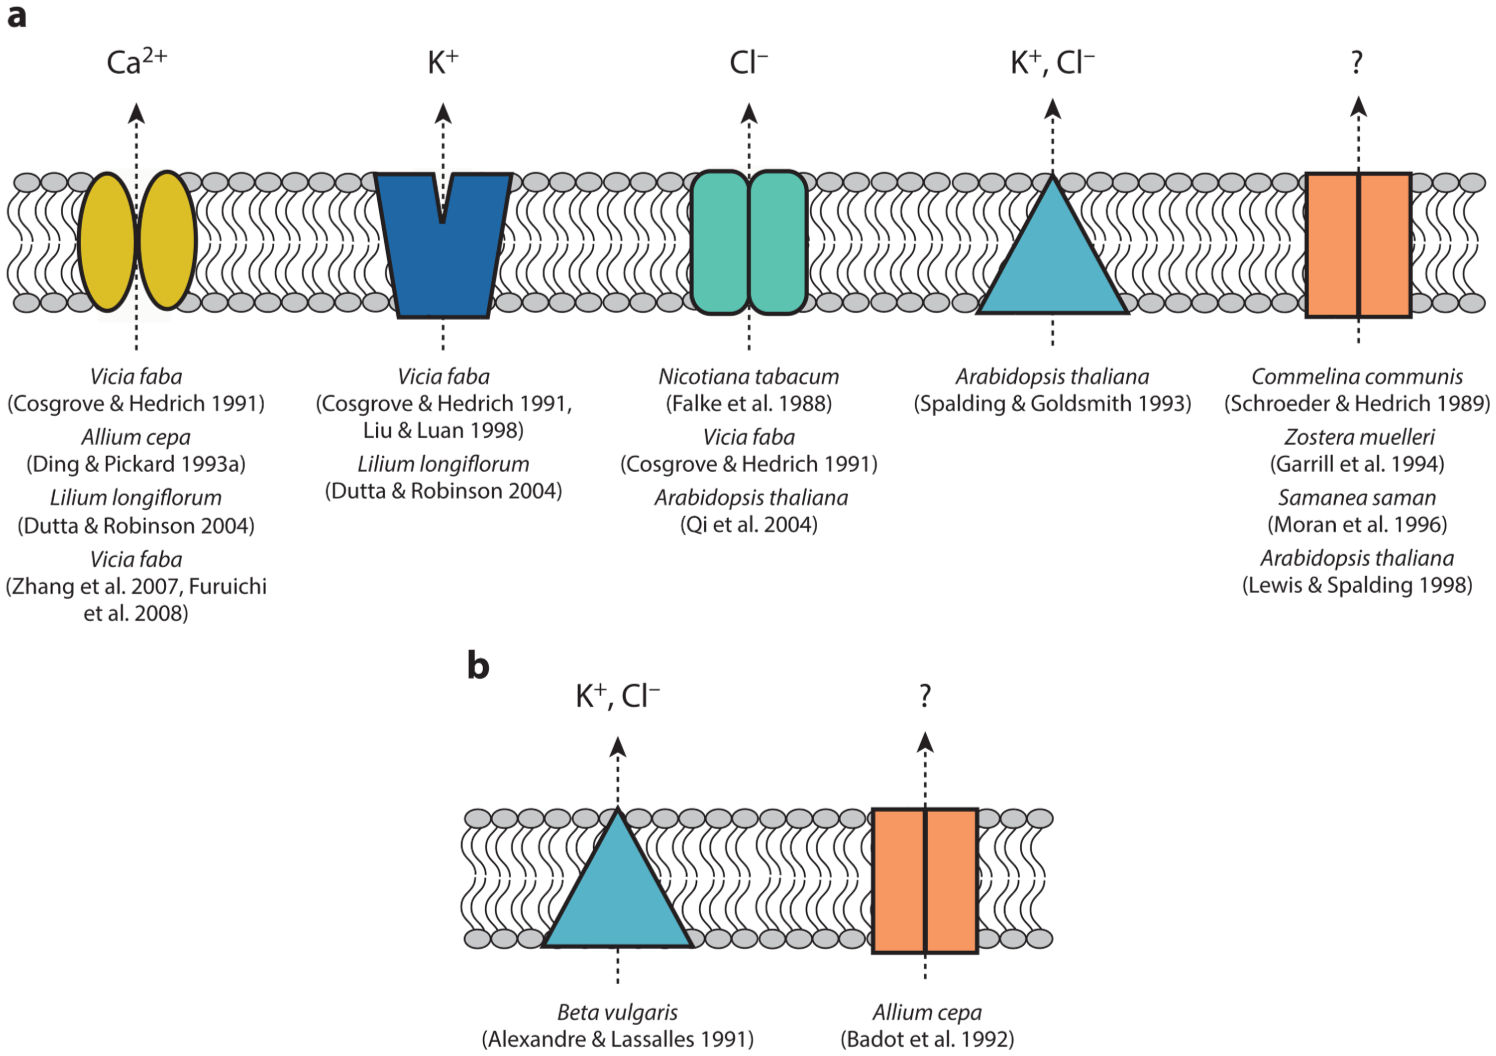 a
Ca²⁺
K⁺
Cl⁻
K⁺, Cl⁻
?
Vicia faba
(Cosgrove & Hedrich 1991)
Allium cepa
(Ding & Pickard 1993a)
Lilium longiflorum
(Dutta & Robinson 2004)
Vicia faba
(Zhang et al. 2007, Furuichi
et al. 2008)
Vicia faba
(Cosgrove & Hedrich 1991,
Liu & Luan 1998)
Lilium longiflorum
(Dutta & Robinson 2004)
Nicotiana tabacum
(Falke et al. 1988)
Vicia faba
(Cosgrove & Hedrich 1991)
Arabidopsis thaliana
(Qi et al. 2004)
Arabidopsis thaliana
(Spalding & Goldsmith 1993)
Commelina communis
(Schroeder & Hedrich 1989)
Zostera muelleri
(Garrill et al. 1994)
Samanea saman
(Moran et al. 1996)
Arabidopsis thaliana
(Lewis & Spalding 1998)
b
K⁺, Cl⁻
?
Beta vulgaris
(Alexandre & Lassalles 1991)
Allium cepa
(Badot et al. 1992)